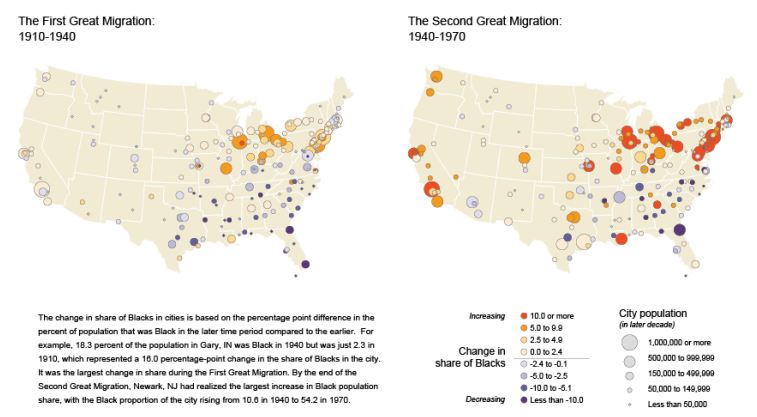 The First Great Migration:
1910-1940
The Second Great Migration:
1940-1970
The change in share of Blacks in cities is based on the percentage point difference in the
percent of population that was Black in the later time period compared to the earlier. For
example, 18.3 percent of the population in Gary, IN was Black in 1940 but was just 2.3 in
1910, which represented a 16.0 percentage-point change in the share of Blacks in the city.
It was the largest change in share during the First Great Migration. By the end of the
Second Great Migration, Newark, NJ had realized the largest increase in Black population
share, with the Black proportion of the city rising from 10.6 in 1940 to 54.2 in 1970.
Change in
share of Blacks
Increasing
10.0 or more
5.0 to 9.9
2.5 to 4.9
0.0 to 2.4
-2.4 to -0.1
-5.0 to -2.5
-10.0 to -5.1
Decreasing
Less than -10.0
City population
(in later decade)
1,000,000 or more
500,000 to 999,999
150,000 to 499,999
50,000 to 149,999
Less than 50,000